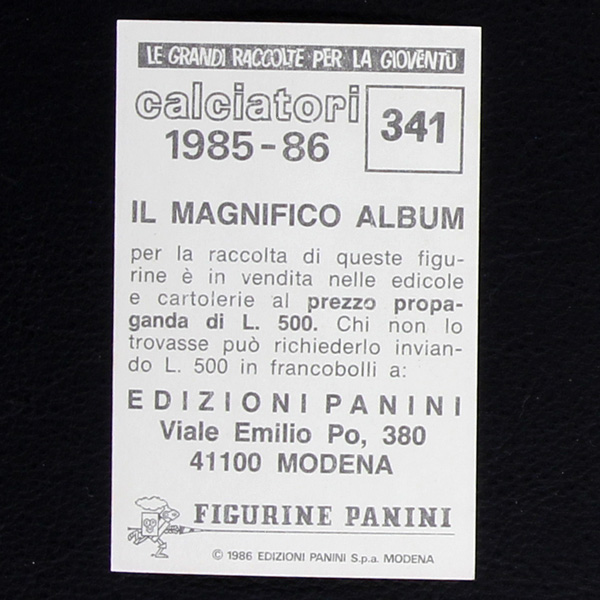 LE GRANDI RACCOLTE PER LA GIOVENTÙ
calciatori
1985-86
341
IL MAGNIFICO ALBUM
per la raccolta di queste figu-
rine è in vendita nelle edicole
e cartolerie al prezzo propa-
ganda di L. 500. Chi non lo
trovasse può richiederlo invian-
do L. 500 in francobolli a:
EDIZIONI PANINI
Viale Emilio Po, 380
41100 MODENA
FIGURINE PANINI
© 1986 EDIZIONI PANINI S.p.a. MODENA